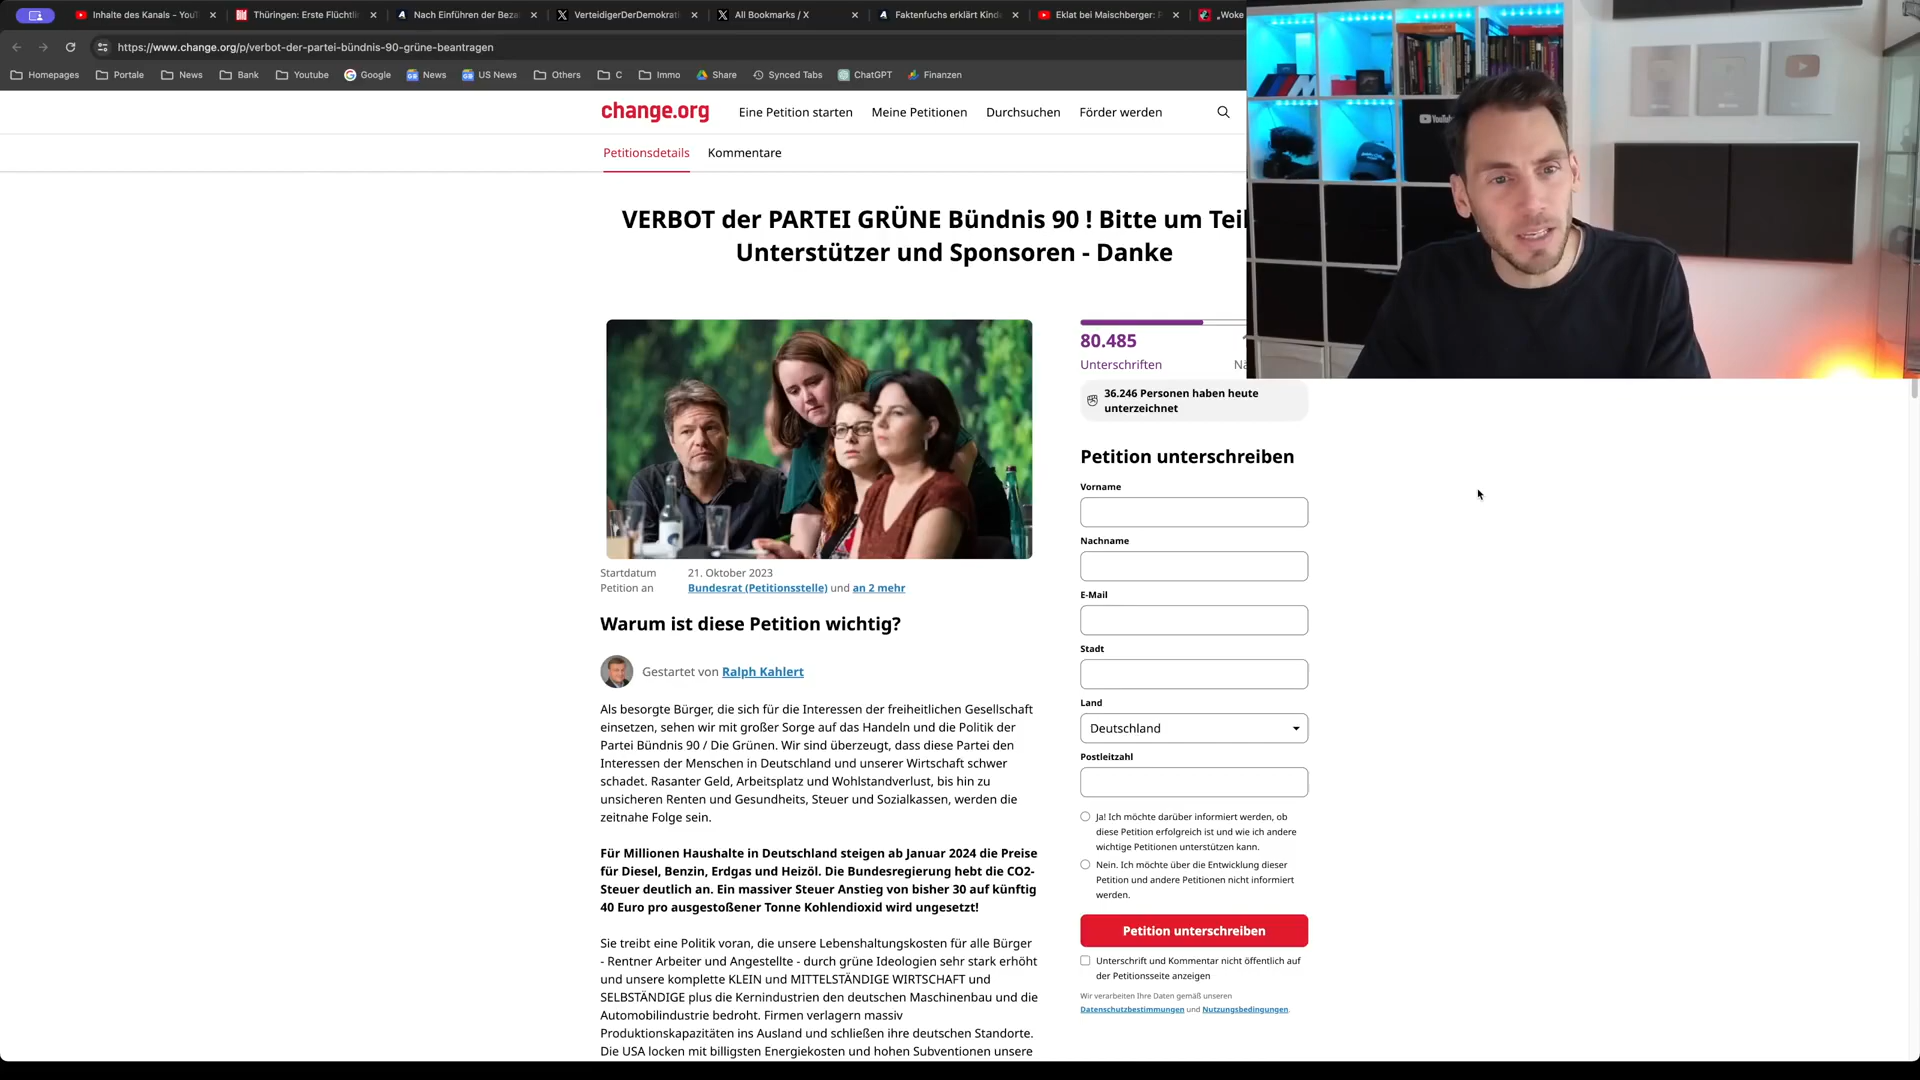 Inhalte des Kanals – YouT
Thüringen: Erste Flüchtli
Nach Einführen der Beza
VerteidigerDerDemokrati
All Bookmarks / X
Faktenfuchs erklärt Kind
Eklat bei Maischberger: P
„Woke
https://www.change.org/p/verbot-der-partei-bündnis-90-grüne-beantragen
Homepages
Portale
News
Bank
Youtube
Google
News
US News
Others
C
Immo
Share
Synced Tabs
ChatGPT
Finanzen
change.org
Eine Petition starten
Meine Petitionen
Durchsuchen
Förder werden
Petitionsdetails
Kommentare
VERBOT der PARTEI GRÜNE Bündnis 90 ! Bitte um Teil
Unterstützer und Sponsoren - Danke
80.485
Unterschriften
Nä
36.246 Personen haben heute
unterzeichnet
Petition unterschreiben
Vorname
Nachname
E-Mail
Stadt
Land
Deutschland
Postleitzahl
Ja! Ich möchte darüber informiert werden, ob
diese Petition erfolgreich ist und wie ich andere
wichtige Petitionen unterstützen kann.
Nein. Ich möchte über die Entwicklung dieser
Petition und andere Petitionen nicht informiert
werden.
Petition unterschreiben
Unterschrift und Kommentar nicht öffentlich auf
der Petitionsseite anzeigen
Wir verarbeiten Ihre Daten gemäß unseren
Datenschutzbestimmungen und Nutzungsbedingungen.
Startdatum 21. Oktober 2023
Petition an Bundesrat (Petitionsstelle) und an 2 mehr
Warum ist diese Petition wichtig?
Gestartet von Ralph Kahlert
Als besorgte Bürger, die sich für die Interessen der freiheitlichen Gesellschaft
einsetzen, sehen wir mit großer Sorge auf das Handeln und die Politik der
Partei Bündnis 90 / Die Grünen. Wir sind überzeugt, dass diese Partei den
Interessen der Menschen in Deutschland und unserer Wirtschaft schwer
schadet. Rasanter Geld, Arbeitsplatz und Wohlstandverlust, bis hin zu
unsicheren Renten und Gesundheits, Steuer und Sozialkassen, werden die
zeitnahe Folge sein.
Für Millionen Haushalte in Deutschland steigen ab Januar 2024 die Preise
für Diesel, Benzin, Erdgas und Heizöl. Die Bundesregierung hebt die CO2-
Steuer deutlich an. Ein massiver Steuer Anstieg von bisher 30 auf künftig
40 Euro pro ausgestoßener Tonne Kohlendioxid wird ungesetzt!
Sie treibt eine Politik voran, die unsere Lebenshaltungskosten für alle Bürger
- Rentner Arbeiter und Angestellte - durch grüne Ideologien sehr stark erhöht
und unsere komplette KLEIN und MITTELSTÄNDIGE WIRTSCHAFT und
SELBSTÄNDIGE plus die Kernindustrien den deutschen Maschinenbau und die
Automobilindustrie bedroht. Firmen verlagern massiv
Produktionskapazitäten ins Ausland und schließen ihre deutschen Standorte.
Die USA locken mit billigsten Energiekosten und hohen Subventionen unsere